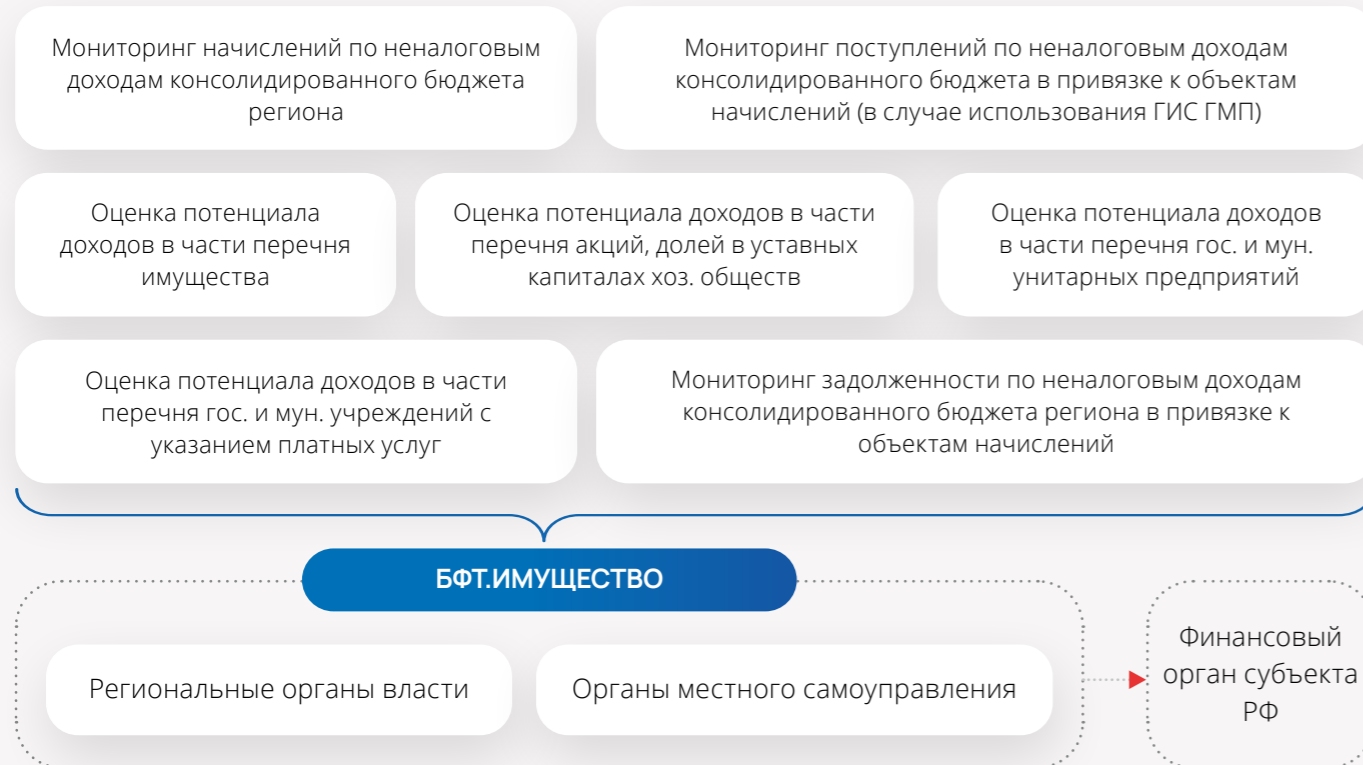 Мониторинг начислений по неналоговым
доходам консолидированного бюджета
региона
Мониторинг поступлений по неналоговым доходам
консолидированного бюджета в привязке к объектам
начислений (в случае использования ГИС ГМП)
Оценка потенциала
доходов в части перечня
имущества
Оценка потенциала доходов в части
перечня акций, долей в уставных
капиталах хоз. обществ
Оценка потенциала доходов
в части перечня гос. и мун.
унитарных предприятий
Оценка потенциала доходов в части
перечня гос. и мун. учреждений с
указанием платных услуг
Мониторинг задолженности по неналоговым доходам
консолидированного бюджета региона в привязке к
объектам начислений
БФТ.ИМУЩЕСТВО
Региональные органы власти
Органы местного самоуправления
Финансовый
орган субъекта
РФ